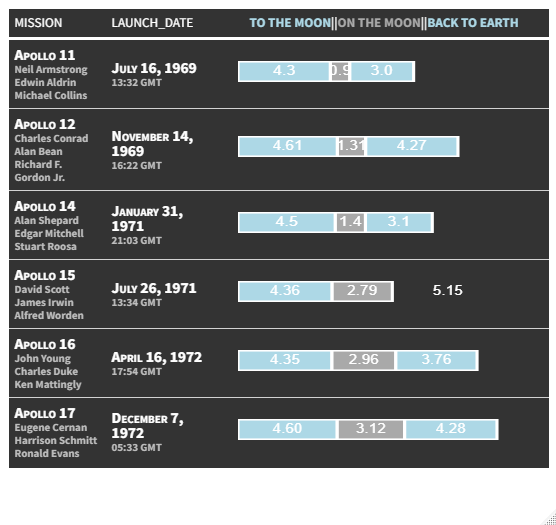 MISSION LAUNCH_DATE TO THE MOON||ON THE MOON||BACK TO EARTH
Apollo 11
Neil Armstrong
Edwin Aldrin
Michael Collins
July 16, 1969
13:32 GMT
4.3 0.9 3.0
Apollo 12
Charles Conrad
Alan Bean
Richard F.
Gordon Jr.
November 14,
1969
16:22 GMT
4.61 1.31 4.27
Apollo 14
Alan Shepard
Edgar Mitchell
Stuart Roosa
January 31,
1971
21:03 GMT
4.5 1.4 3.1
Apollo 15
David Scott
James Irwin
Alfred Worden
July 26, 1971
13:34 GMT
4.36 2.79 5.15
Apollo 16
John Young
Charles Duke
Ken Mattingly
April 16, 1972
17:54 GMT
4.35 2.96 3.76
Apollo 17
Eugene Cernan
Harrison Schmitt
Ronald Evans
December 7,
1972
05:33 GMT
4.60 3.12 4.28